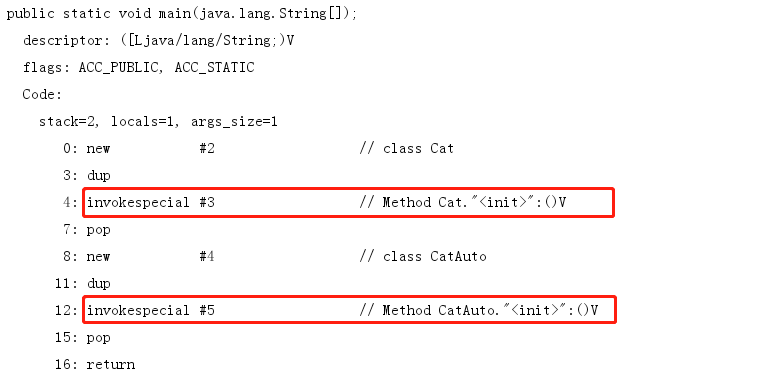 public static void main(java.lang.String[]);
descriptor: ([Ljava/lang/String;)V
flags: ACC_PUBLIC, ACC_STATIC
Code:
stack=2, locals=1, args_size=1
0: new #2 // class Cat
3: dup
4: invokespecial #3 // Method Cat."<init>":()V
7: pop
8: new #4 // class CatAuto
11: dup
12: invokespecial #5 // Method CatAuto."<init>":()V
15: pop
16: return